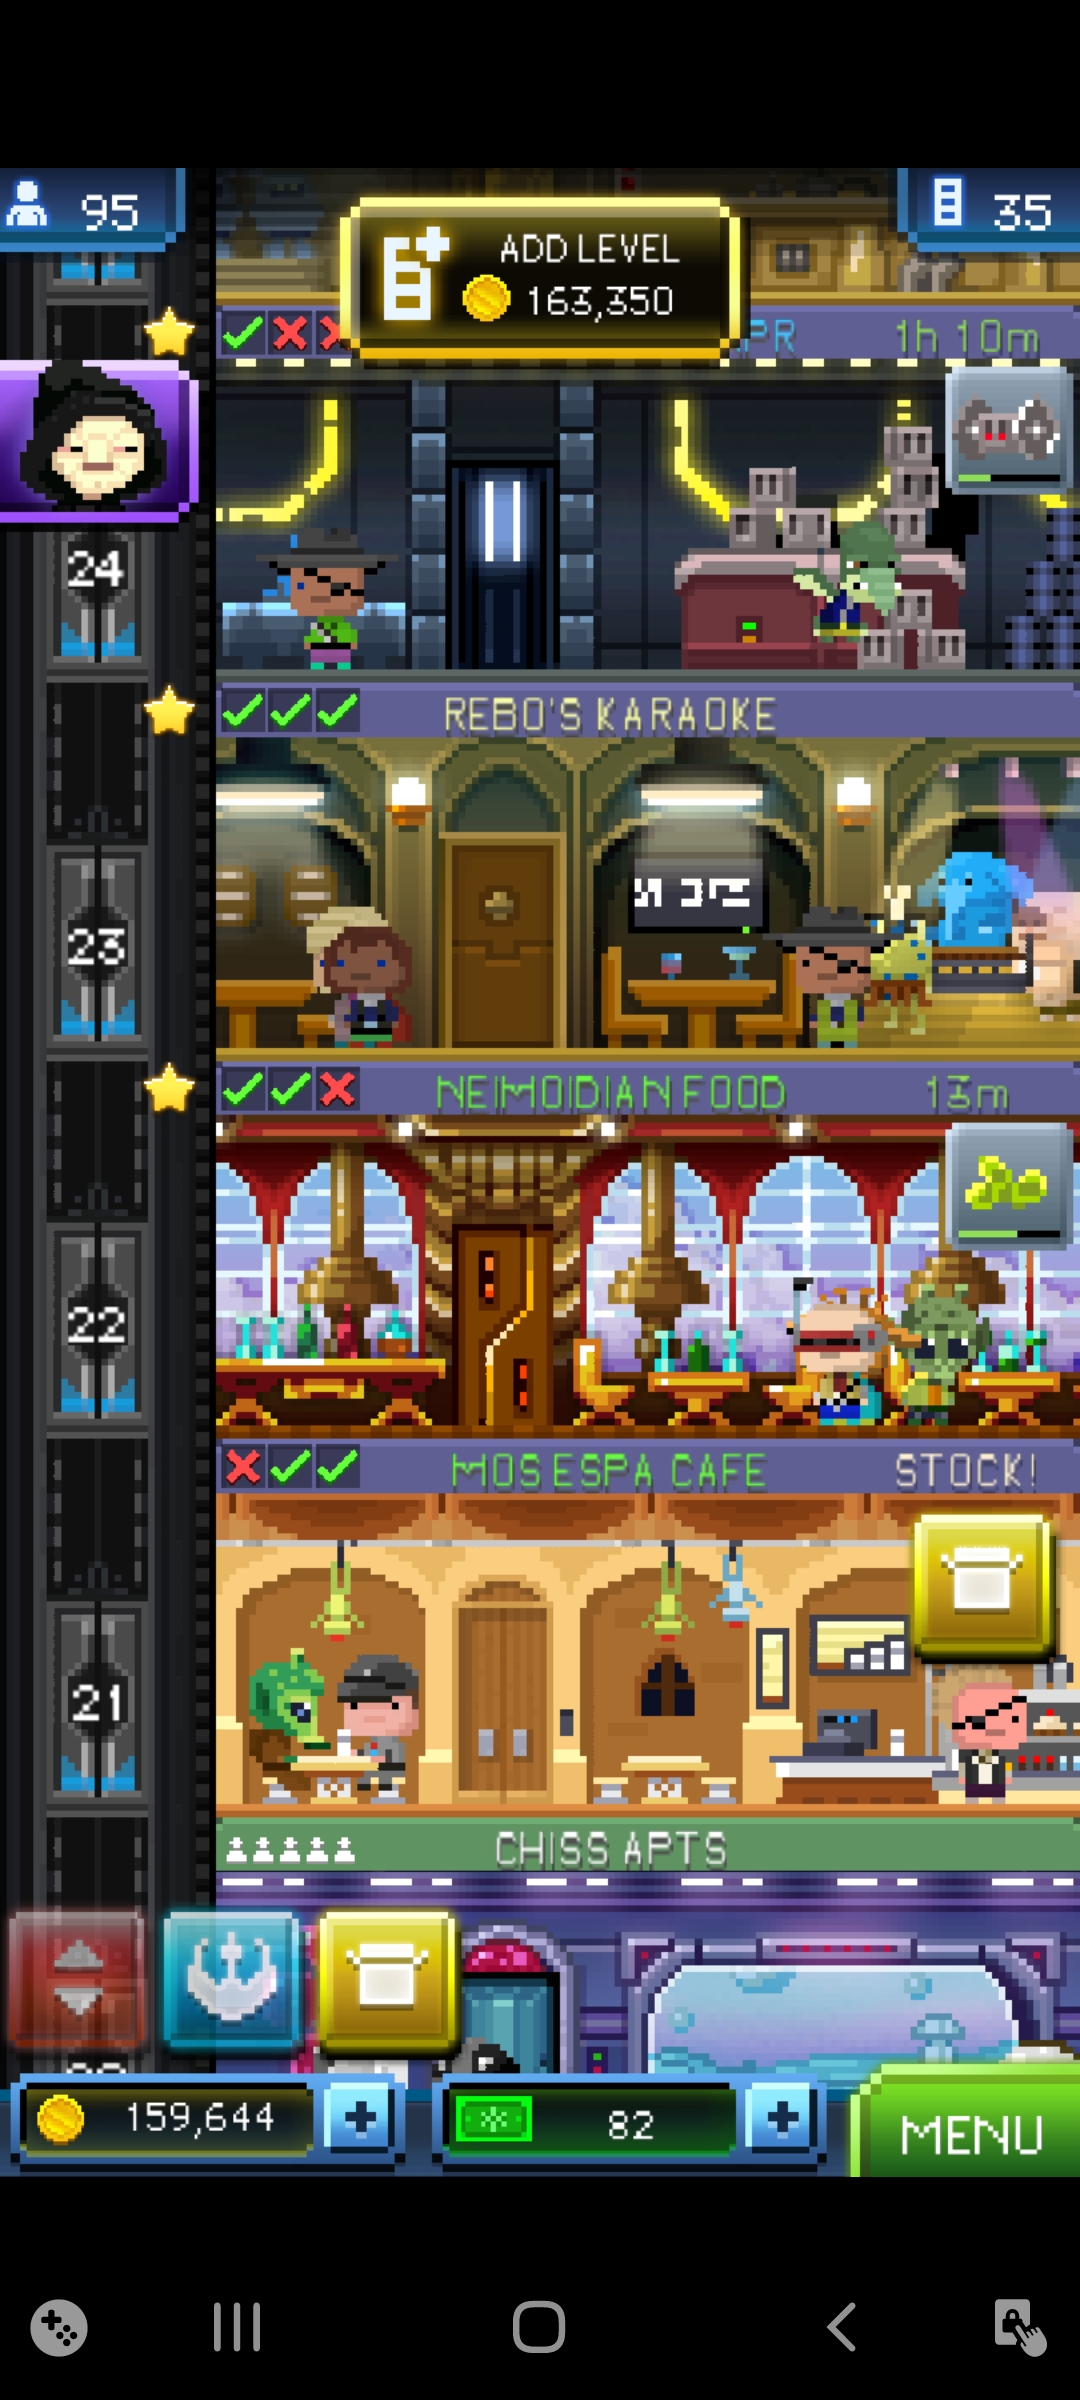 95
ADD LEVEL
163,350
35
PR
1h 10m
24
REBO'S KARAOKE
23
NEIMOIDIAN FOOD
13m
22
MOS ESPA CAFE
STOCK!
21
CHISS APTS
159,644
82
MENU